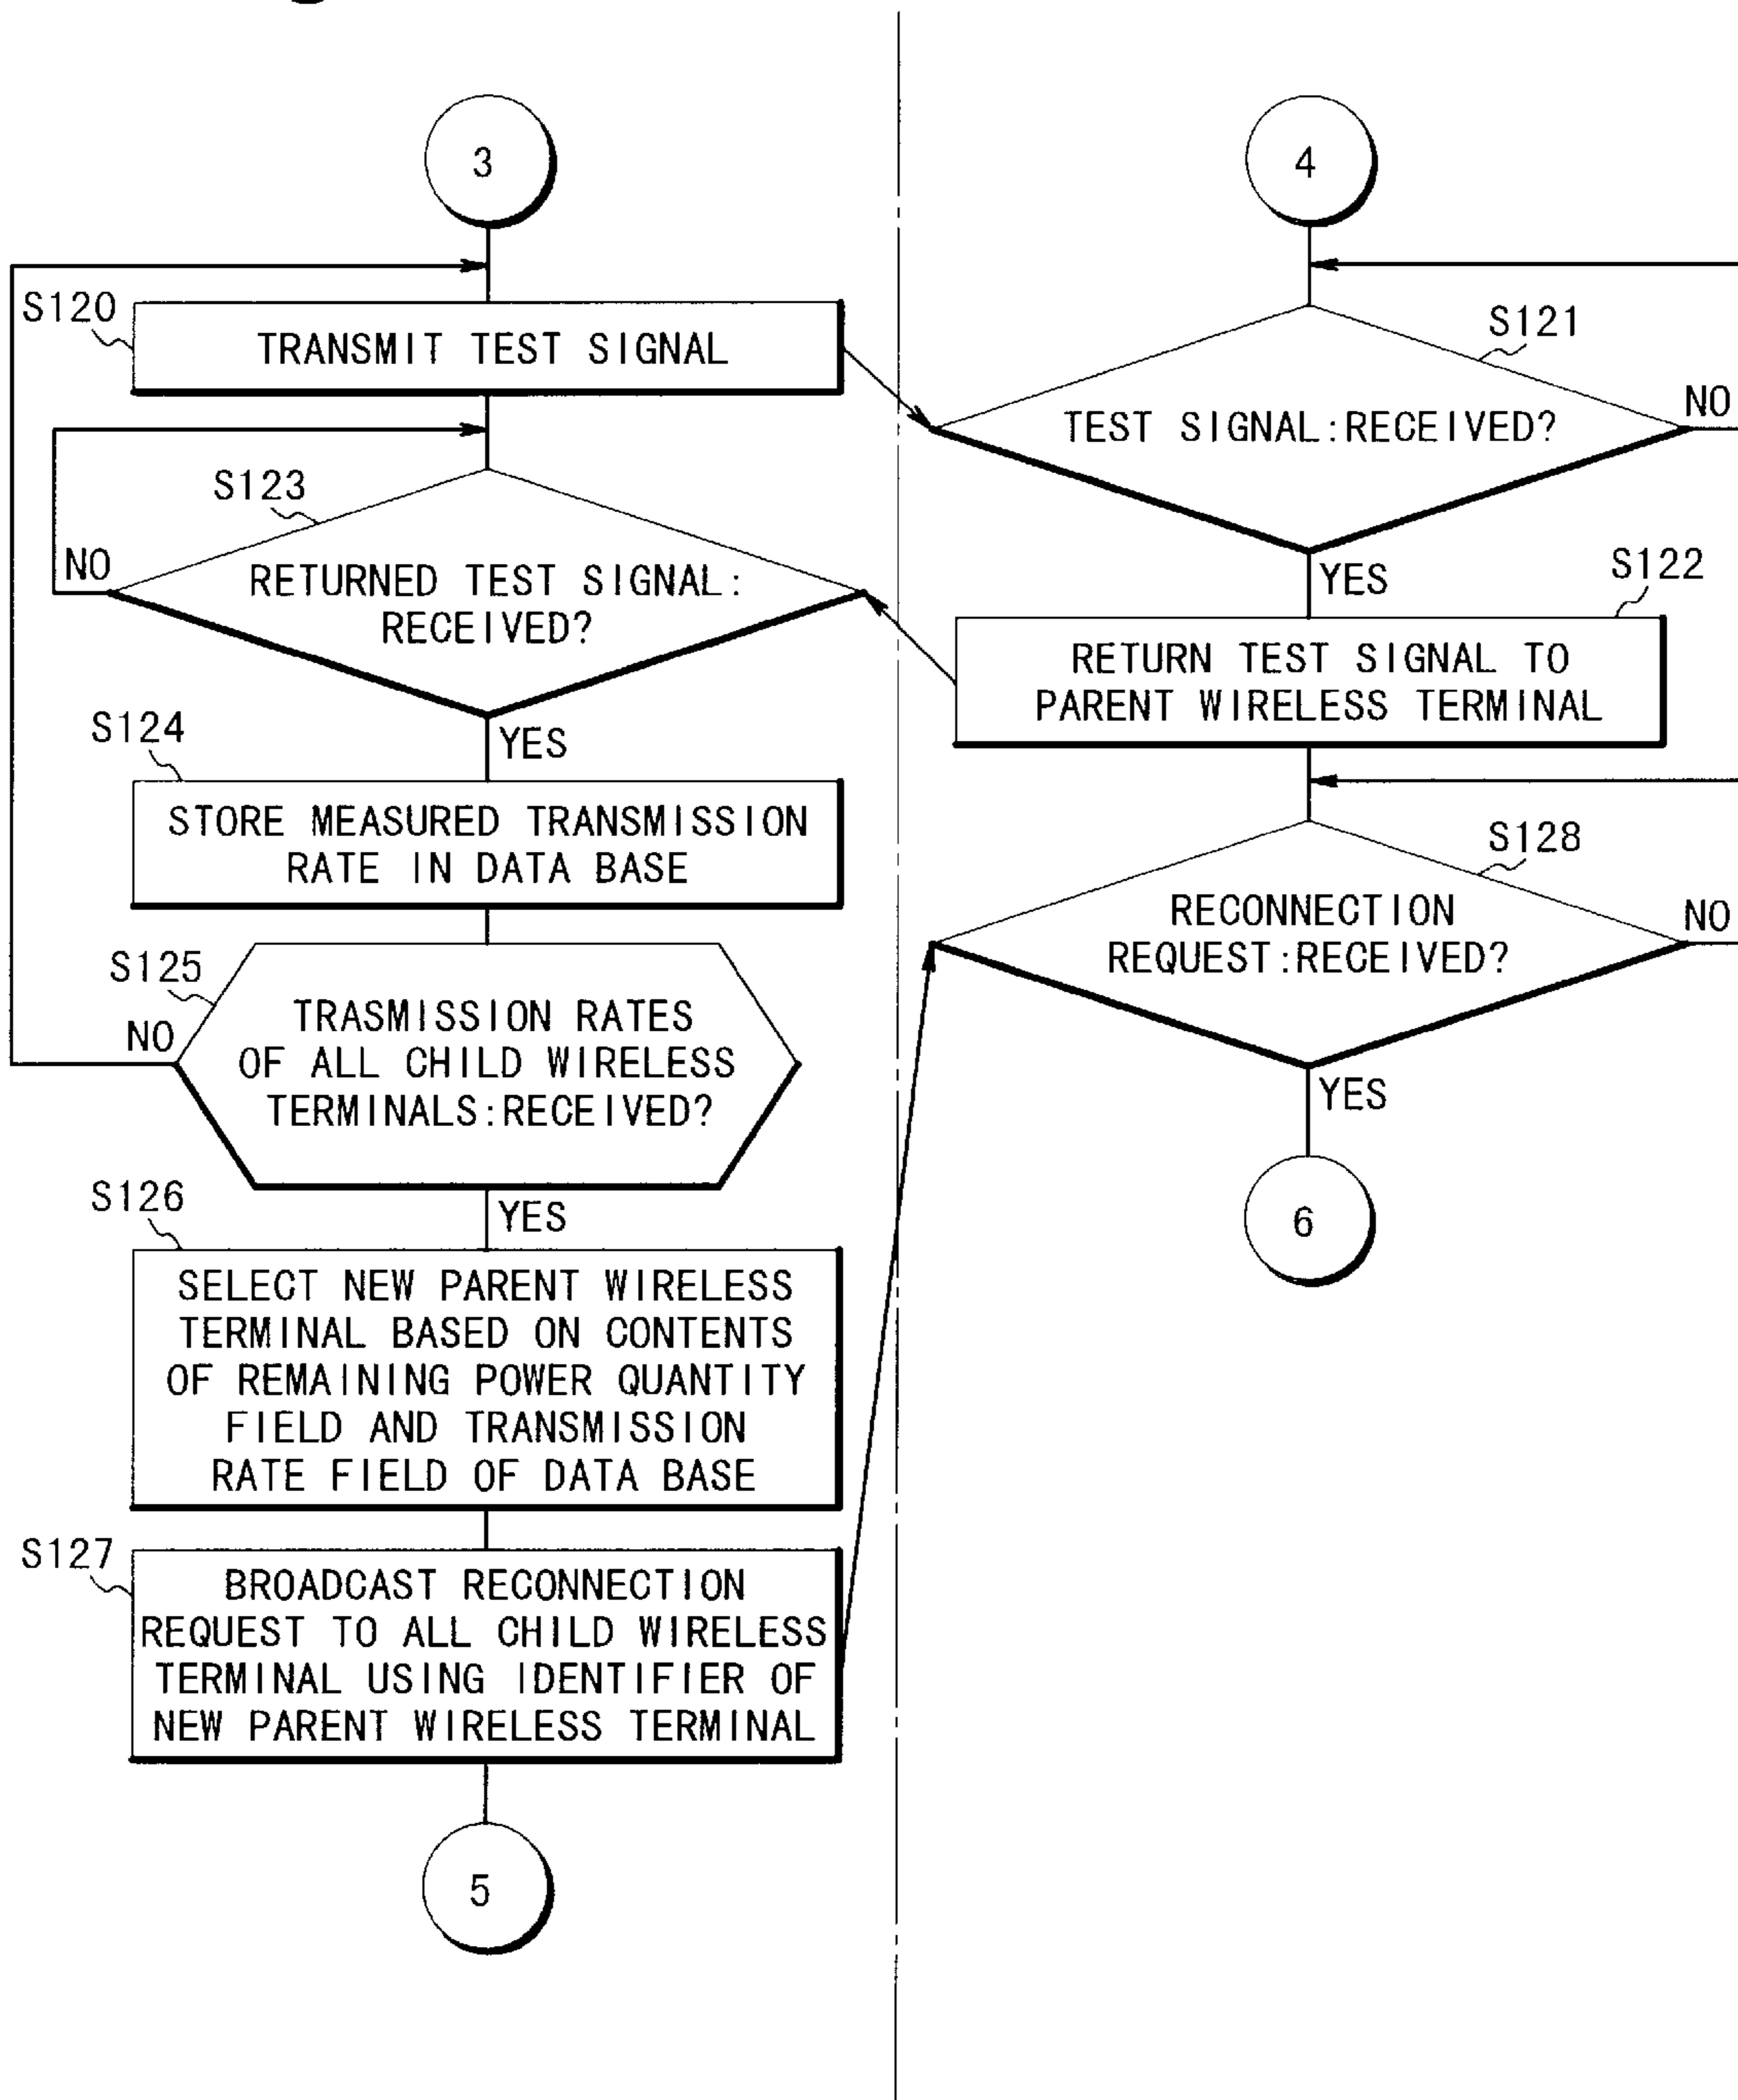 3
S120
TRANSMIT TEST SIGNAL
S123
NO
RETURNED TEST SIGNAL:
RECEIVED?
YES
S124
STORE MEASURED TRANSMISSION
RATE IN DATA BASE
S125
NO
TRASMISSION RATES
OF ALL CHILD WIRELESS
TERMINALS:RECEIVED?
YES
S126
SELECT NEW PARENT WIRELESS
TERMINAL BASED ON CONTENTS
OF REMAINING POWER QUANTITY
FIELD AND TRANSMISSION
RATE FIELD OF DATA BASE
S127
BROADCAST RECONNECTION
REQUEST TO ALL CHILD WIRELESS
TERMINAL USING IDENTIFIER OF
NEW PARENT WIRELESS TERMINAL
5
4
S121
TEST SIGNAL:RECEIVED?
NO
YES
S122
RETURN TEST SIGNAL TO
PARENT WIRELESS TERMINAL
S128
RECONNECTION
REQUEST:RECEIVED?
NO
YES
6